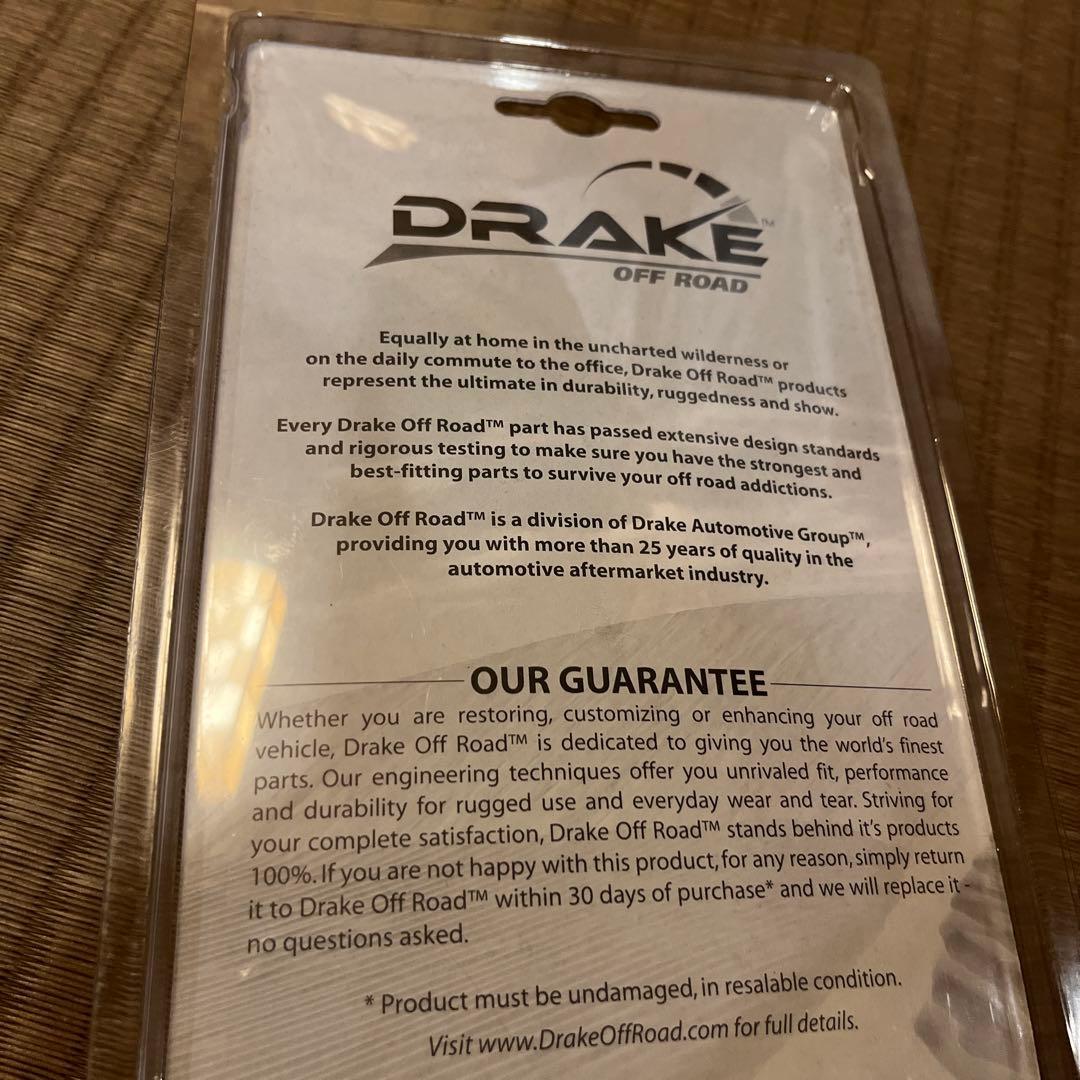 DRAKE™
OFF ROAD
Equally at home in the uncharted wilderness or
on the daily commute to the office, Drake Off Road™ products
represent the ultimate in durability, ruggedness and show.
Every Drake Off Road™ part has passed extensive design standards
and rigorous testing to make sure you have the strongest and
best-fitting parts to survive your off road addictions.
Drake Off Road™ is a division of Drake Automotive Group™,
providing you with more than 25 years of quality in the
automotive aftermarket industry.
OUR GUARANTEE
Whether you are restoring, customizing or enhancing your off road
vehicle, Drake Off Road™ is dedicated to giving you the world's finest
parts. Our engineering techniques offer you unrivaled fit, performance
and durability for rugged use and everyday wear and tear. Striving for
your complete satisfaction, Drake Off Road™ stands behind it's products
100%. If you are not happy with this product, for any reason, simply return
it to Drake Off Road™ within 30 days of purchase* and we will replace it -
no questions asked.
* Product must be undamaged, in resalable condition.
Visit www.DrakeOffRoad.com for full details.